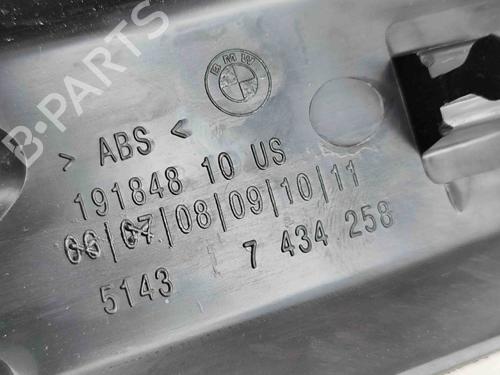 BMW
> ABS <
191848 10 US
06|07|08|09|10|11
5143 7 434 258
B-PARTS